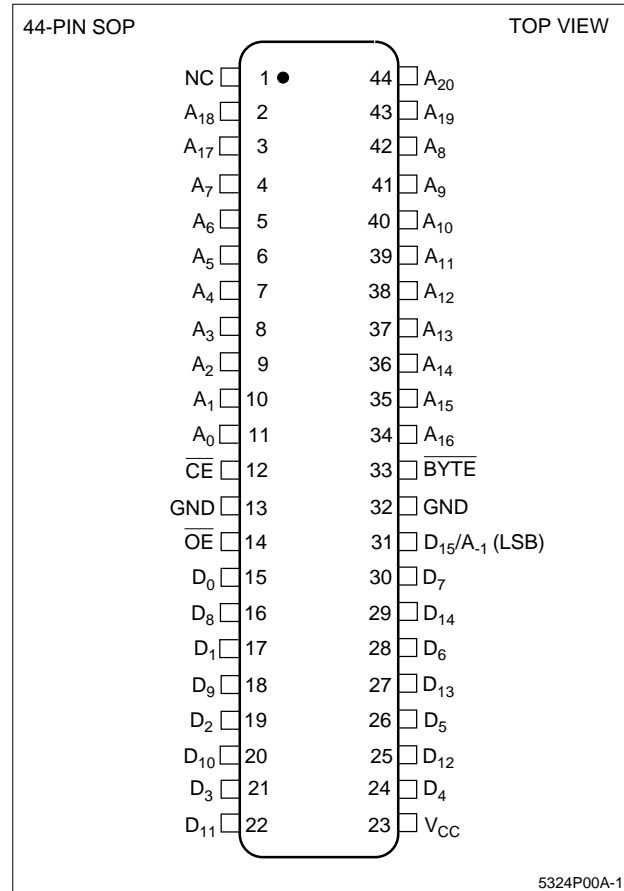 44-PIN SOP TOP VIEW
NC 1 44 A20
A18 2 43 A19
A17 3 42 A8
A7 4 41 A9
A6 5 40 A10
A5 6 39 A11
A4 7 38 A12
A3 8 37 A13
A2 9 36 A14
A1 10 35 A15
A0 11 34 A16
CE 12 33 BYTE
GND 13 32 GND
OE 14 31 D15/A-1 (LSB)
D0 15 30 D7
D8 16 29 D14
D1 17 28 D6
D9 18 27 D13
D2 19 26 D5
D10 20 25 D12
D3 21 24 D4
D11 22 23 VCC
5324P00A-1